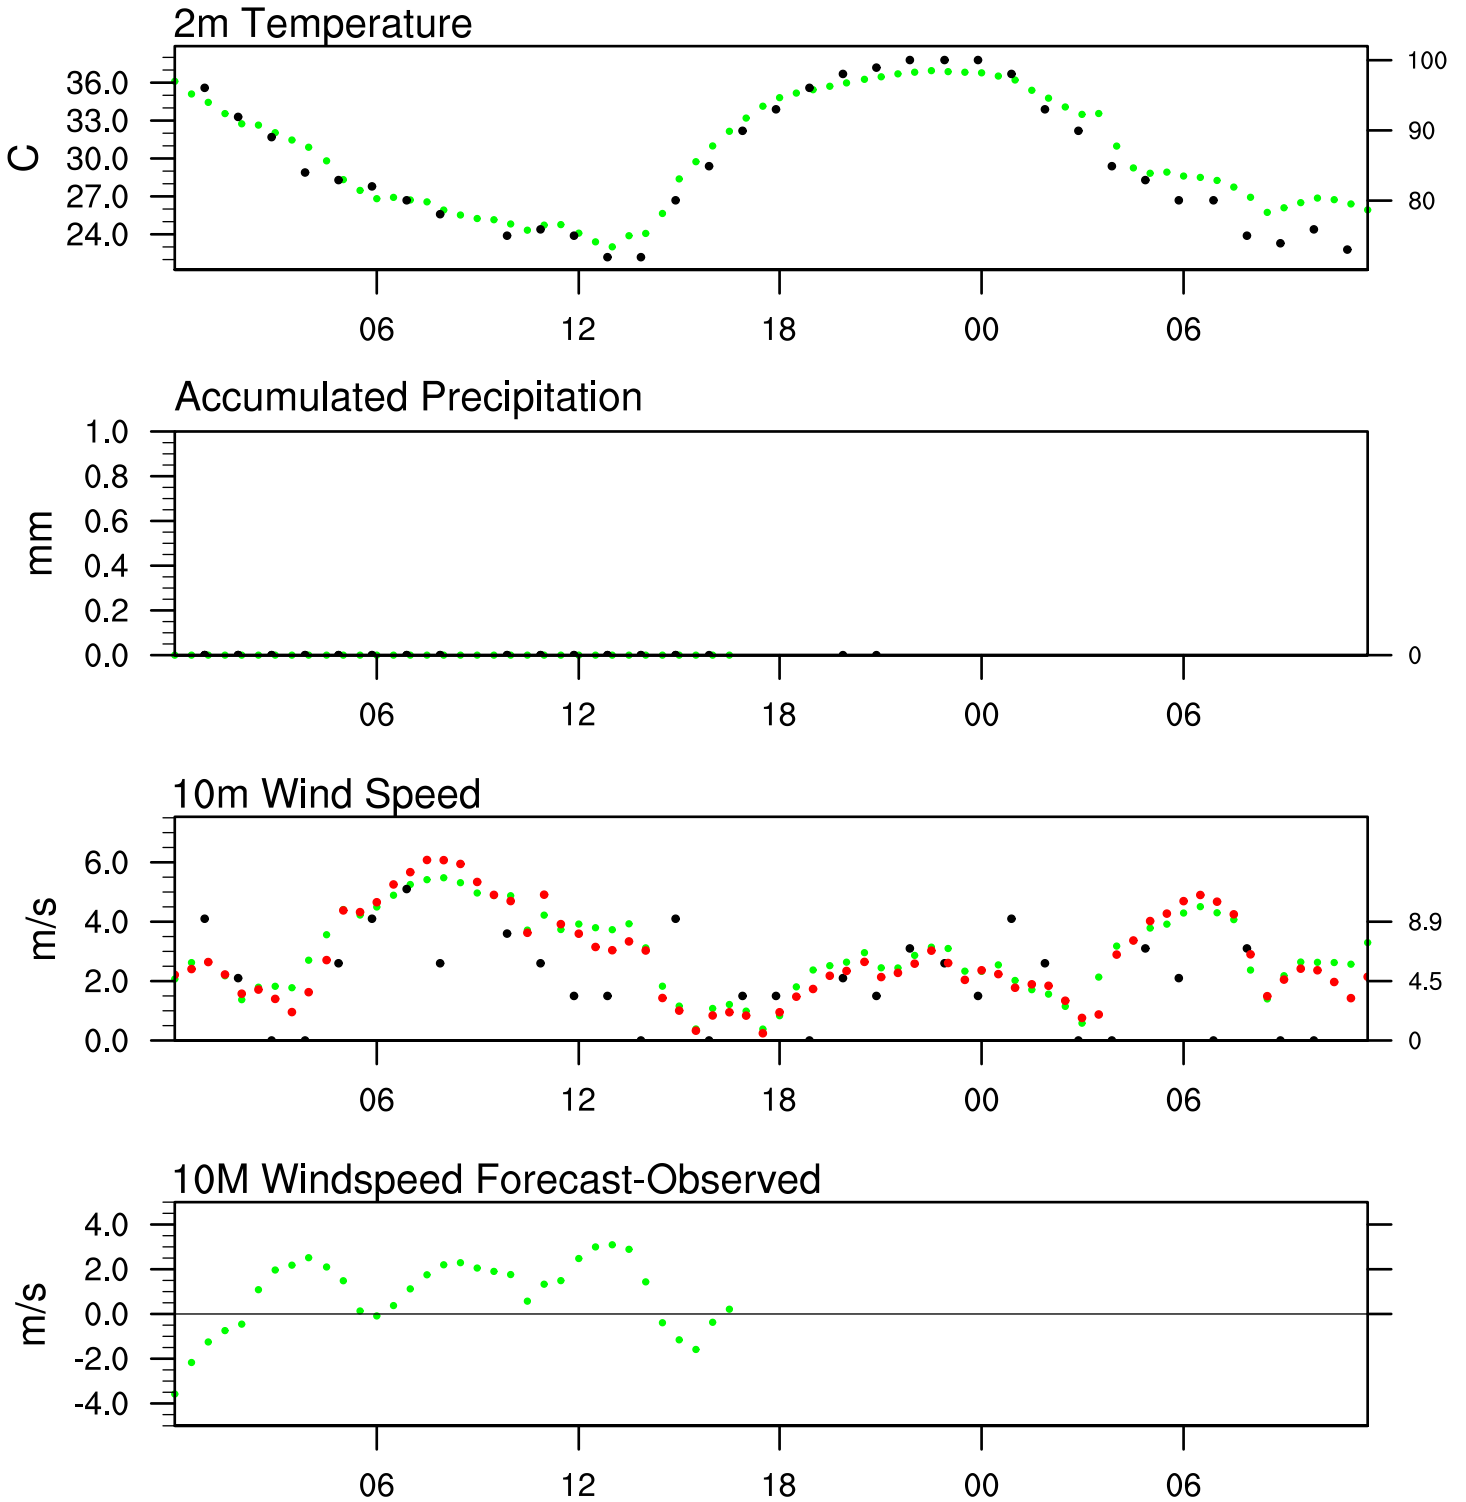 2m Temperature
36.0
33.0
30.0
27.0
24.0
C
100
90
80
06 12 18 00 06
Accumulated Precipitation
1.0
0.8
0.6
0.4
0.2
0.0
mm
0
06 12 18 00 06
10m Wind Speed
6.0
4.0
2.0
0.0
m/s
8.9
4.5
0
06 12 18 00 06
10M Windspeed Forecast-Observed
4.0
2.0
0.0
-2.0
-4.0
m/s
06 12 18 00 06